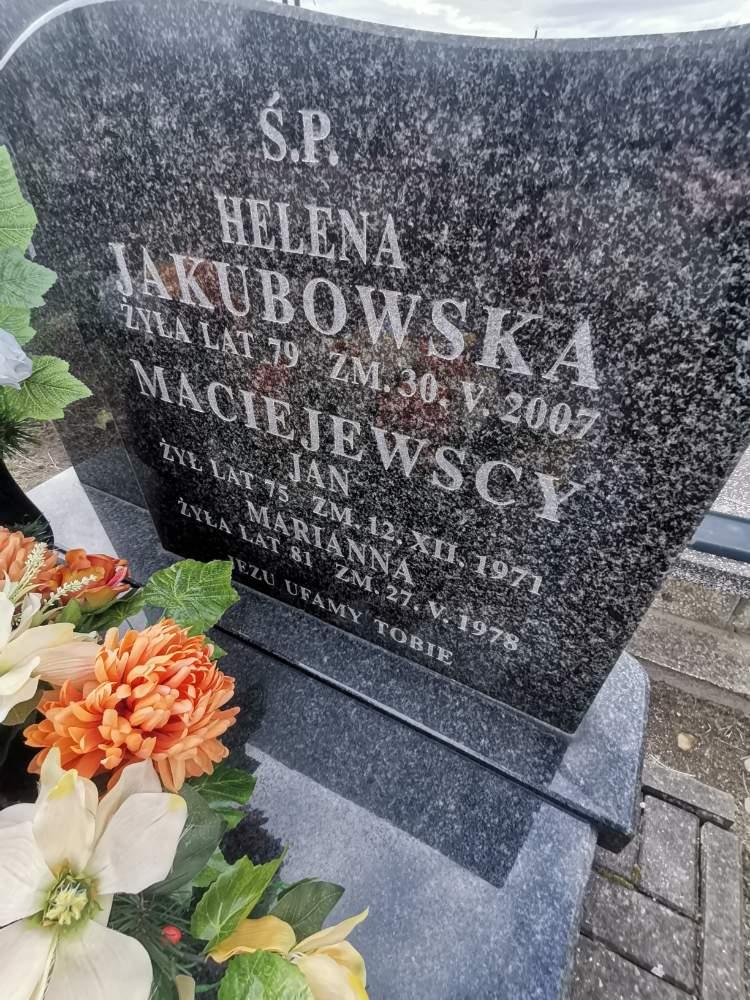 Ś.P.
HELENA
JAKUBOWSKA
ŻYŁA LAT 79 ZM. 30. V. 2007
MACIEJEWSCY
JAN
ŻYŁ LAT 75 ZM. 12. XII, 1971
MARIANNA
ŻYŁA LAT 81 ZM. 27. V. 1978
JEZU UFAMY TOBIE